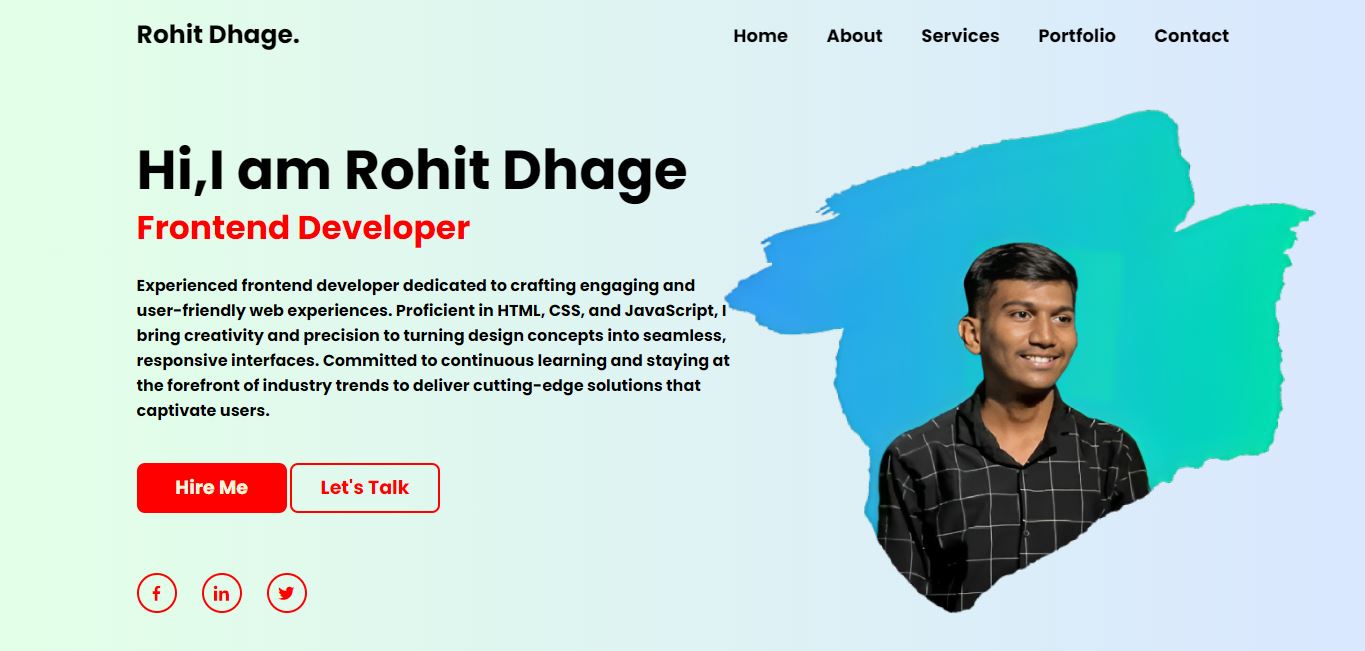 Rohit Dhage.
Home About Services Portfolio Contact
Hi,I am Rohit Dhage
Frontend Developer
Experienced frontend developer dedicated to crafting engaging and
user-friendly web experiences. Proficient in HTML, CSS, and JavaScript, I
bring creativity and precision to turning design concepts into seamless,
responsive interfaces. Committed to continuous learning and staying at
the forefront of industry trends to deliver cutting-edge solutions that
captivate users.
Hire Me
Let's Talk